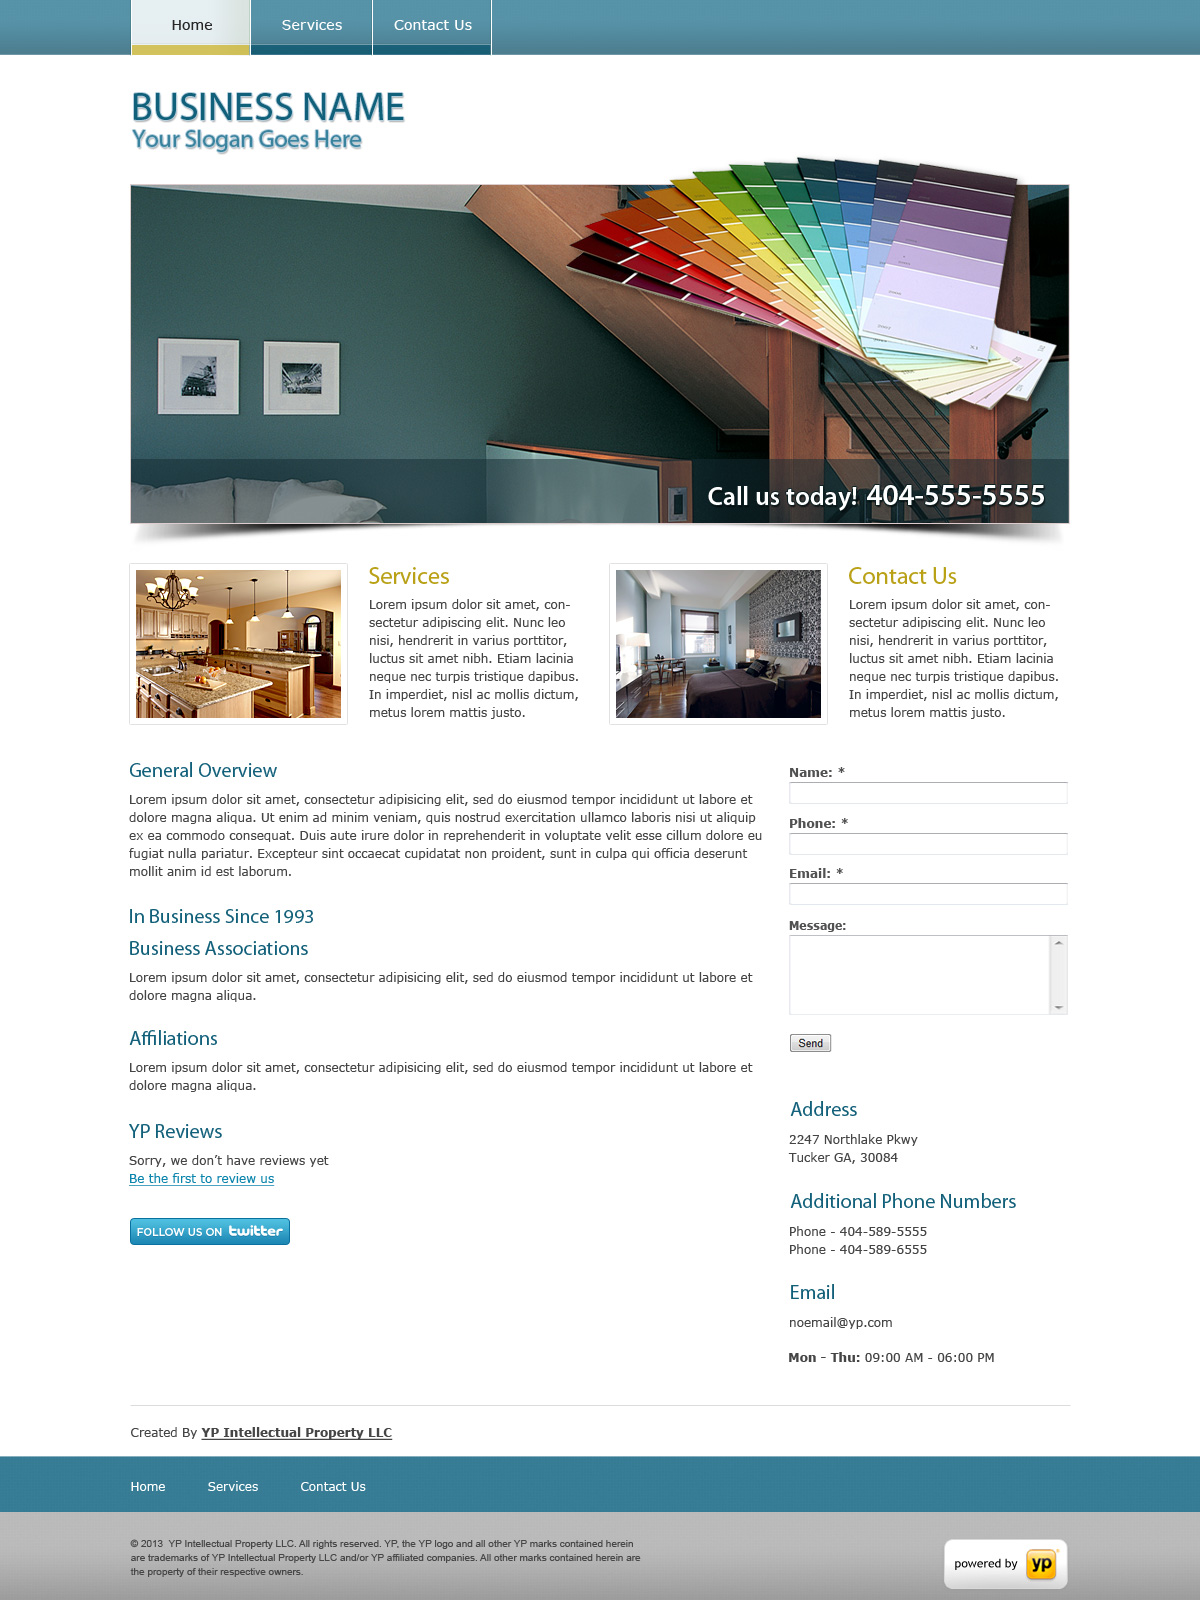 Home
Services
Contact Us
BUSINESS NAME
Your Slogan Goes Here
Call us today! 404-555-5555
Services
Lorem ipsum dolor sit amet, con-
sectetur adipiscing elit. Nunc leo
nisi, hendrerit in varius porttitor,
luctus sit amet nibh. Etiam lacinia
neque nec turpis tristique dapibus.
In imperdiet, nisl ac mollis dictum,
metus lorem mattis justo.
Contact Us
Lorem ipsum dolor sit amet, con-
sectetur adipiscing elit. Nunc leo
nisi, hendrerit in varius porttitor,
luctus sit amet nibh. Etiam lacinia
neque nec turpis tristique dapibus.
In imperdiet, nisl ac mollis dictum,
metus lorem mattis justo.
General Overview
Lorem ipsum dolor sit amet, consectetur adipisicing elit, sed do eiusmod tempor incididunt ut labore et
dolore magna aliqua. Ut enim ad minim veniam, quis nostrud exercitation ullamco laboris nisi ut aliquip
ex ea commodo consequat. Duis aute irure dolor in reprehenderit in voluptate velit esse cillum dolore eu
fugiat nulla pariatur. Excepteur sint occaecat cupidatat non proident, sunt in culpa qui officia deserunt
mollit anim id est laborum.
In Business Since 1993
Business Associations
Lorem ipsum dolor sit amet, consectetur adipisicing elit, sed do eiusmod tempor incididunt ut labore et
dolore magna aliqua.
Affiliations
Lorem ipsum dolor sit amet, consectetur adipisicing elit, sed do eiusmod tempor incididunt ut labore et
dolore magna aliqua.
YP Reviews
Sorry, we don't have reviews yet
Be the first to review us
FOLLOW US ON twitter
Name: *
Phone: *
Email: *
Message:
Send
Address
2247 Northlake Pkwy
Tucker GA, 30084
Additional Phone Numbers
Phone - 404-589-5555
Phone - 404-589-6555
Email
noemail@yp.com
Mon - Thu: 09:00 AM - 06:00 PM
Created By YP Intellectual Property LLC
Home
Services
Contact Us
© 2013 YP Intellectual Property LLC. All rights reserved. YP, the YP logo and all other YP marks contained herein
are trademarks of YP Intellectual Property LLC and/or YP affiliated companies. All other marks contained herein are
the property of their respective owners.
powered by yp